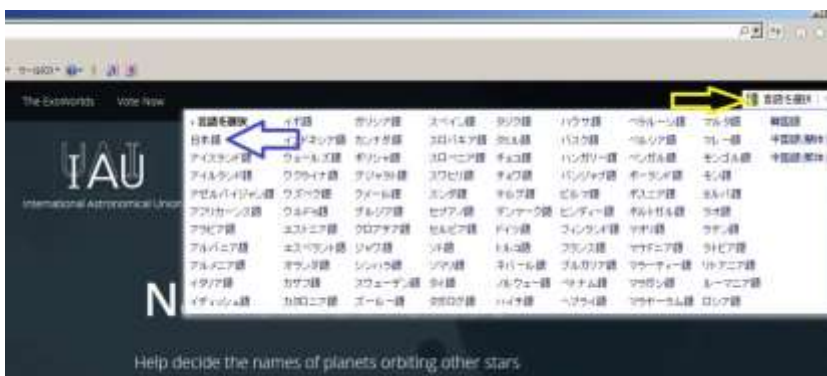 The ExoWorlds Vote Now
言語を選択
言語を選択 イボ語 ガリシア語 スペイン語 タジク語 ハウサ語 ベラルーシ語 マルタ語 韓国語
日本語 インドネシア語 カンナダ語 スロバキア語 タミル語 バスク語 ペルシア語 マレー語
アイスランド語 ウェールズ語 ギリシャ語 スロベニア語 チェコ語 ハンガリー語 ベンガル語 モンゴル語
アイルランド語 ウクライナ語 グジャラト語 スワヒリ語 チェワ語 パンジャブ語 ポーランド語 モン語
アゼルバイジャン語 ウズベク語 クメール語 スンダ語 テルグ語 ビルマ語 ボスニア語 ヨルバ語
アフリカーンス語 ウルドゥ語 グルジア語 セブアノ語 デンマーク語 ヒンディー語 ポルトガル語 ラオ語
アラビア語 エストニア語 クロアチア語 セルビア語 ドイツ語 フィンランド語 マオリ語 ラテン語
アルバニア語 エスペラント語 ジャワ語 ソト語 トルコ語 フランス語 マケドニア語 ラトビア語
アルメニア語 オランダ語 シンハラ語 ソマリ語 ネパール語 ブルガリア語 マラーティー語 リトアニア語
イタリア語 カザフ語 スウェーデン語 タイ語 ノルウェー語 ベトナム語 マラガシ語 ルーマニア語
イディッシュ語 カタロニア語 ズールー語 タガログ語 ハイチ語 ヘブライ語 マラヤーラム語 ロシア語
IAU
International Astronomical Union
N
Help decide the names of planets orbiting other stars